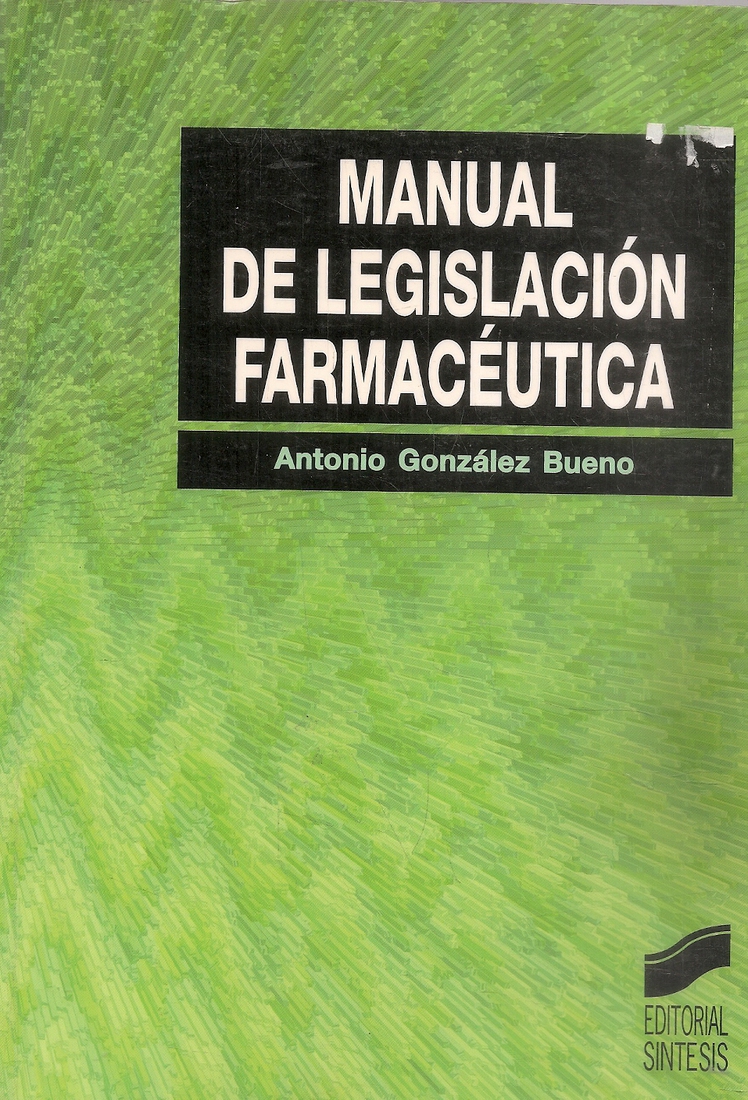 MANUAL
DE LEGISLACIÓN
FARMACÉUTICA
Antonio González Bueno
EDITORIAL
SINTESIS